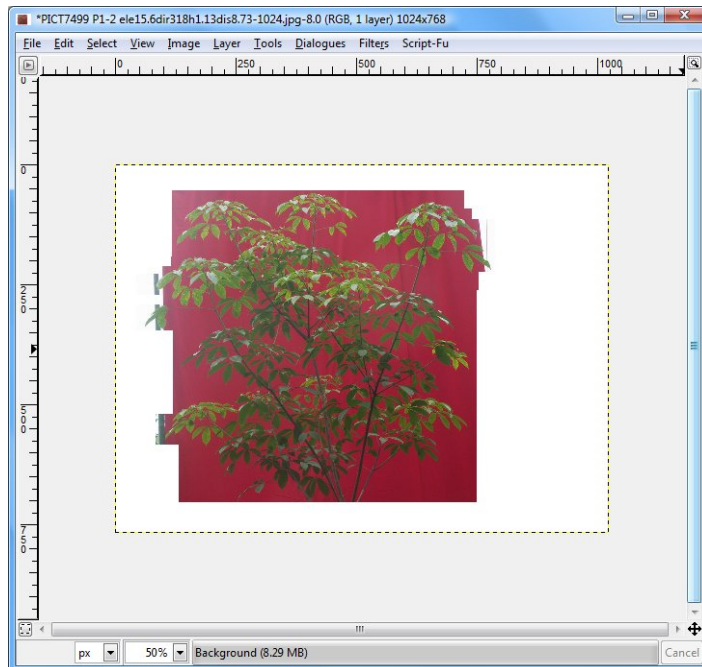 *PICT7499 P1-2 ele15.6dir318h1.13dis8.73-1024.jpg-8.0 (RGB, 1 layer) 1024x768
File Edit Select View Image Layer Tools Dialogues Filters Script-Fu
0 250 500 750 1000
0
0
250
500
750
px 50% Background (8.29 MB) Cancel